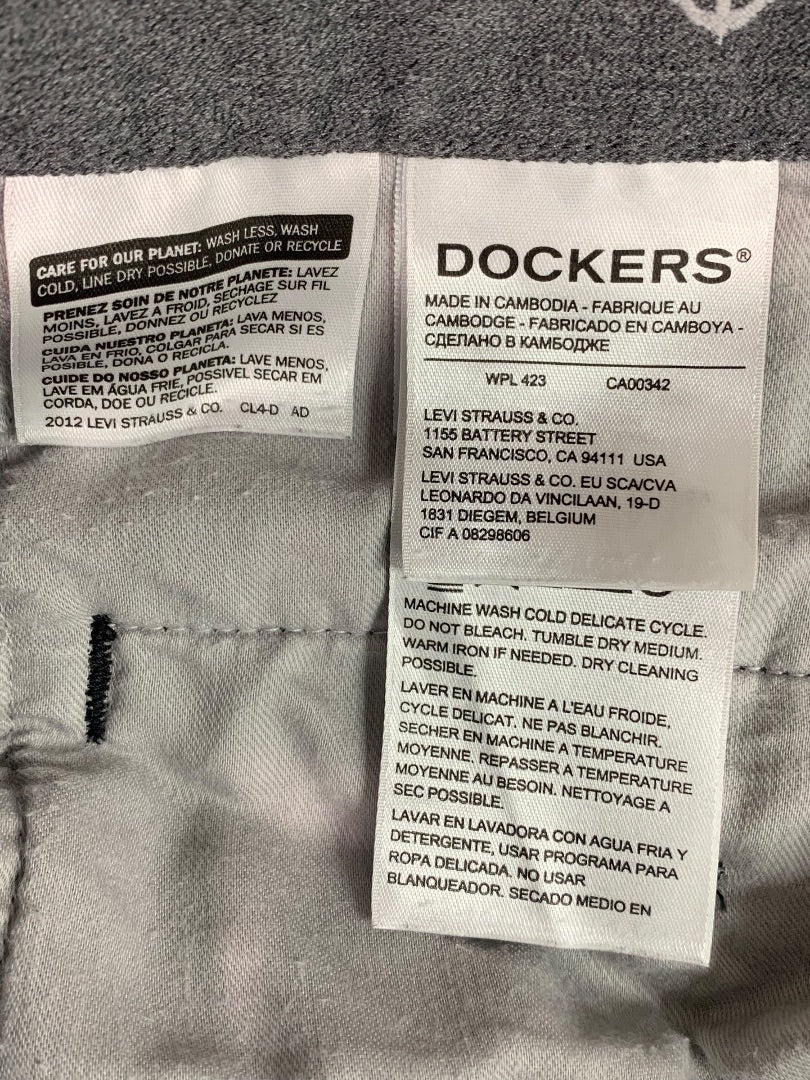 CARE FOR OUR PLANET: WASH LESS, WASH
COLD, LINE DRY POSSIBLE, DONATE OR RECYCLE
PRENEZ SOIN DE NOTRE PLANETE: LAVEZ
MOINS, LAVEZ A FROID, SECHAGE SUR FIL
POSSIBLE, DONNEZ OU RECYCLEZ
CUIDA NUESTRO PLANETA: LAVA MENOS,
LAVA EN FRIO, COLGAR PARA SECAR SI ES
POSIBLE, DONA O RECICLA.
CUIDE DO NOSSO PLANETA: LAVE MENOS,
LAVE EM ÁGUA FRIE, POSSIVEL SECAR EM
CORDA, DOE OU RECICLE.
2012 LEVI STRAUSS & CO. CL4-D AD
DOCKERS®
MADE IN CAMBODIA - FABRIQUE AU
CAMBODGE - FABRICADO EN CAMBOYA -
СДЕЛАНО В КАМБОДЖЕ
WPL 423 CA00342
LEVI STRAUSS & CO.
1155 BATTERY STREET
SAN FRANCISCO, CA 94111 USA
LEVI STRAUSS & CO. EU SCA/CVA
LEONARDO DA VINCILAAN, 19-D
1831 DIEGEM, BELGIUM
CIF A 08298606
MACHINE WASH COLD DELICATE CYCLE.
DO NOT BLEACH. TUMBLE DRY MEDIUM.
WARM IRON IF NEEDED. DRY CLEANING
POSSIBLE.
LAVER EN MACHINE A L'EAU FROIDE,
CYCLE DELICAT. NE PAS BLANCHIR.
SECHER EN MACHINE A TEMPERATURE
MOYENNE. REPASSER A TEMPERATURE
MOYENNE AU BESOIN. NETTOYAGE A
SEC POSSIBLE.
LAVAR EN LAVADORA CON AGUA FRIA Y
DETERGENTE, USAR PROGRAMA PARA
ROPA DELICADA. NO USAR
BLANQUEADOR. SECADO MEDIO EN